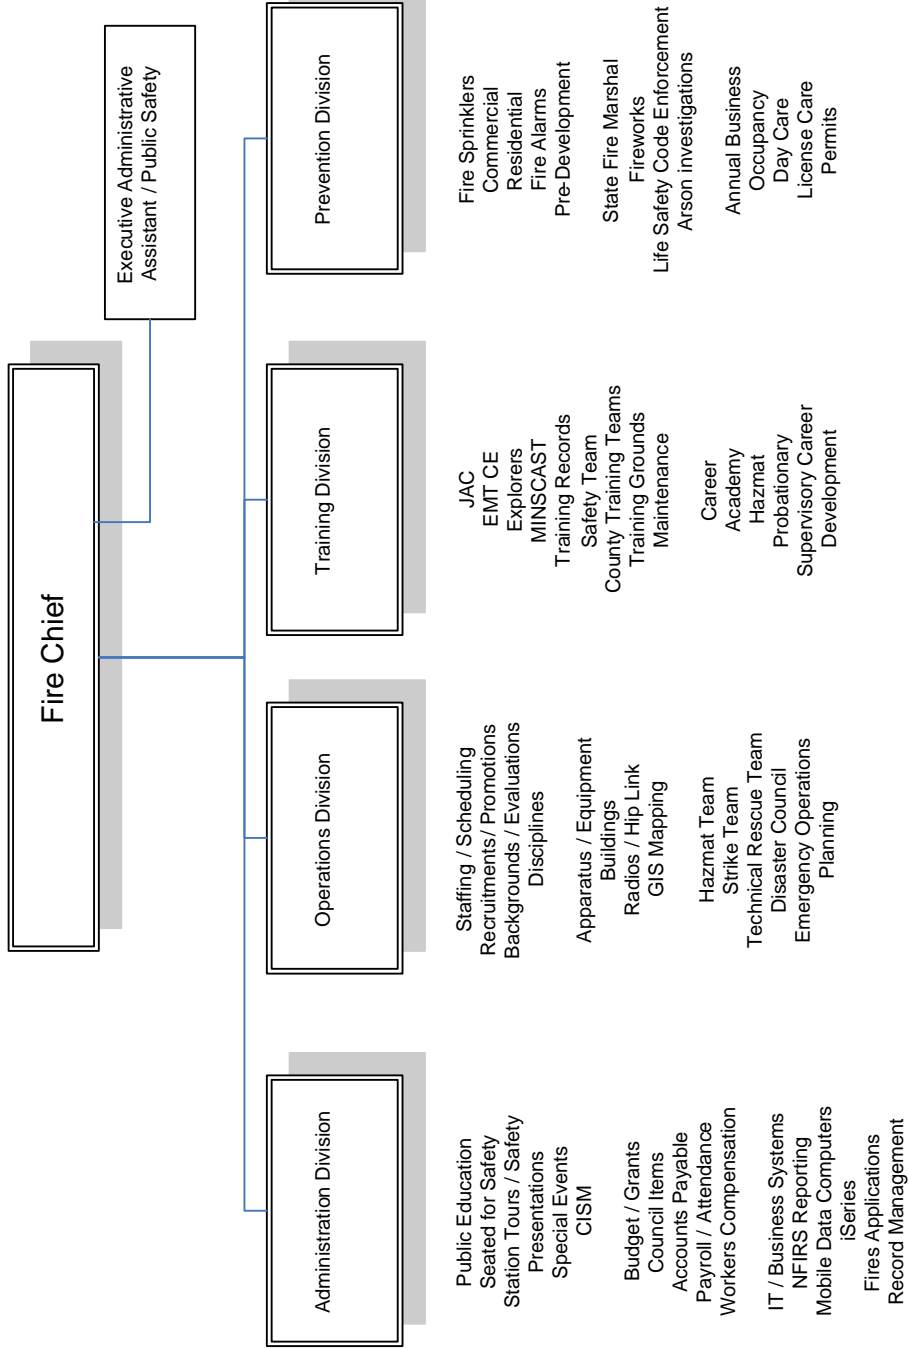 Fire Chief
Executive Administrative
Assistant / Public Safety
Administration Division
Public Education
Seated for Safety
Station Tours / Safety
Presentations
Special Events
CISM
Budget / Grants
Council Items
Accounts Payable
Payroll / Attendance
Workers Compensation
IT / Business Systems
NFIRS Reporting
Mobile Data Computers
iSeries
Fires Applications
Record Management
Operations Division
Staffing / Scheduling
Recruitments/ Promotions
Backgrounds / Evaluations
Disciplines
Apparatus / Equipment
Buildings
Radios / Hip Link
GIS Mapping
Hazmat Team
Strike Team
Technical Rescue Team
Disaster Council
Emergency Operations
Planning
Training Division
JAC
EMT CE
Explorers
MINSCAST
Training Records
Safety Team
County Training Teams
Training Grounds
Maintenance
Career
Academy
Hazmat
Probationary
Supervisory Career
Development
Prevention Division
Fire Sprinklers
Commercial
Residential
Fire Alarms
Pre-Development
State Fire Marshal
Fireworks
Life Safety Code Enforcement
Arson investigations
Annual Business
Occupancy
Day Care
License Care
Permits